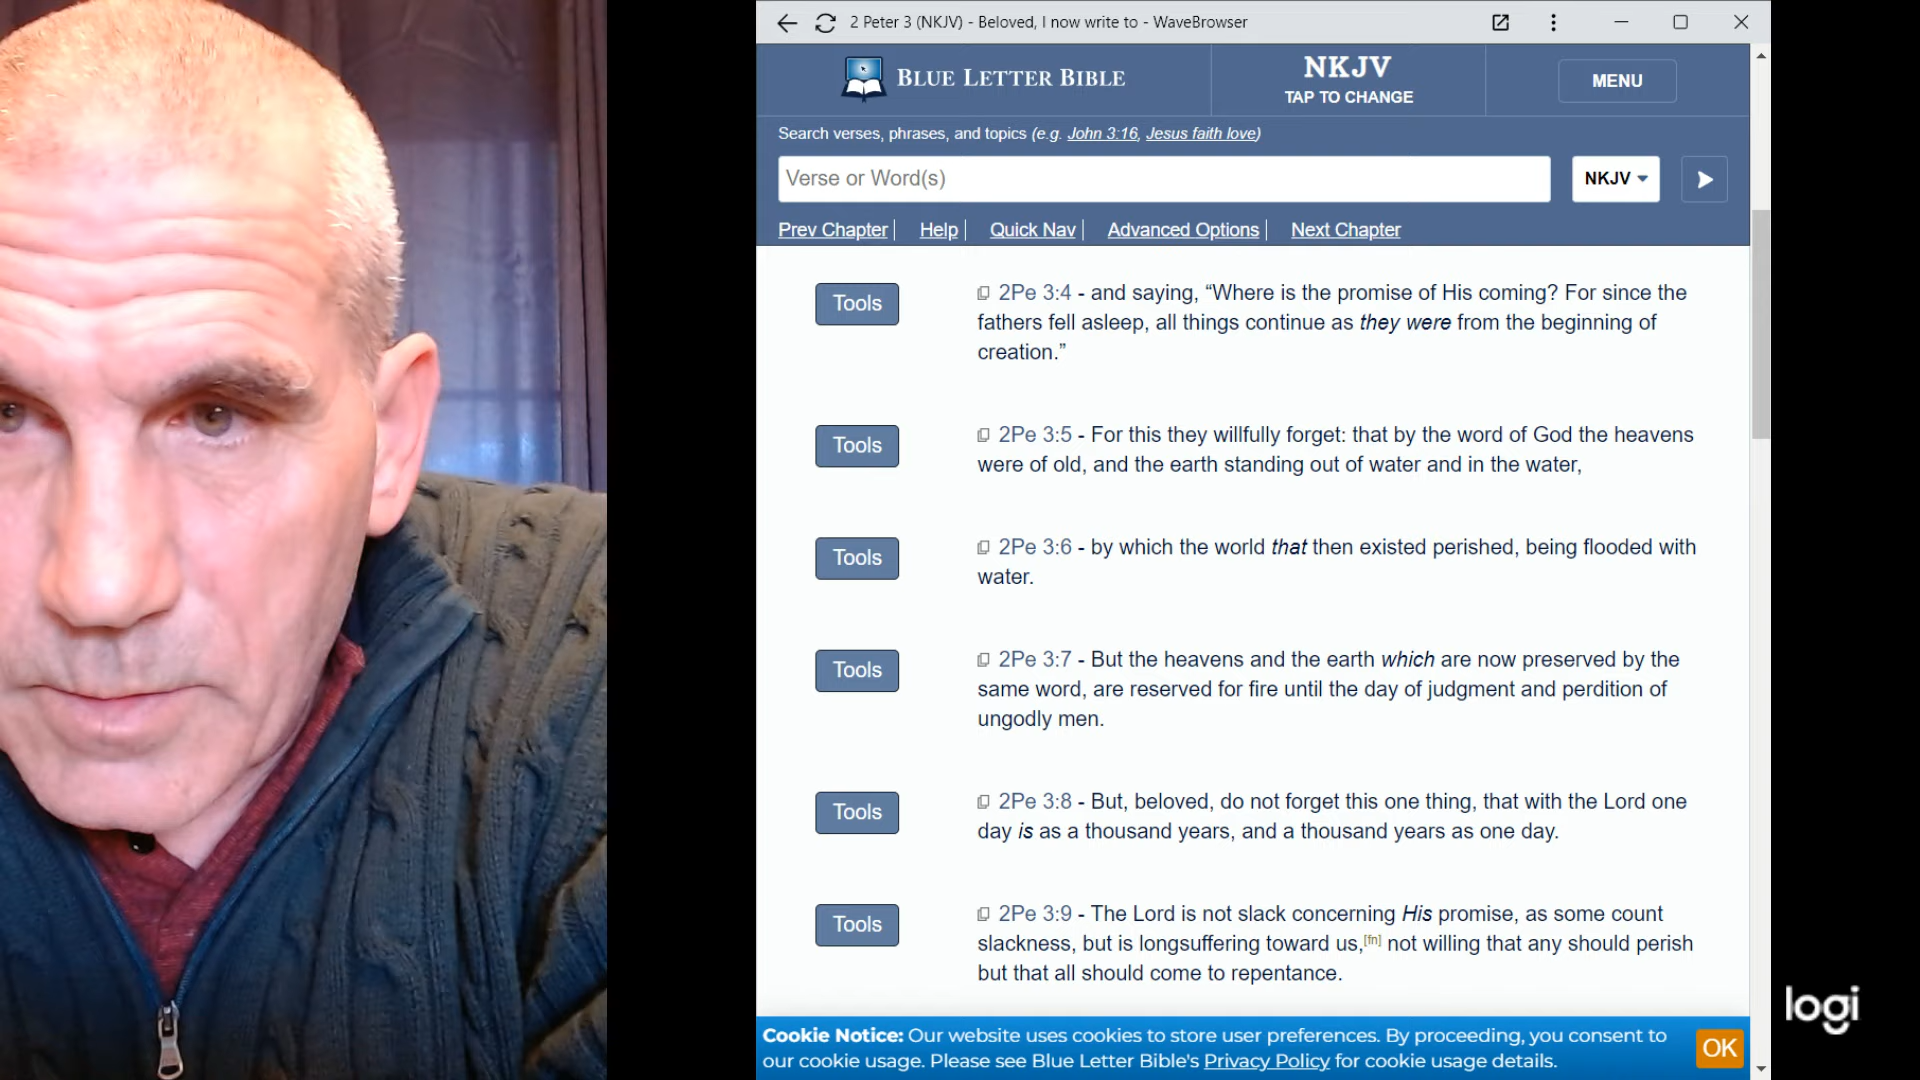 2 Peter 3 (NKJV) - Beloved, I now write to - WaveBrowser
BLUE LETTER BIBLE
NKJV
TAP TO CHANGE
MENU
Search verses, phrases, and topics (e.g. John 3:16, Jesus faith love)
Verse or Word(s)
NKJV
Prev Chapter
Help
Quick Nav
Advanced Options
Next Chapter
Tools
2Pe 3:4 - and saying, “Where is the promise of His coming? For since the
fathers fell asleep, all things continue as they were from the beginning of
creation.”
Tools
2Pe 3:5 - For this they willfully forget: that by the word of God the heavens
were of old, and the earth standing out of water and in the water,
Tools
2Pe 3:6 - by which the world that then existed perished, being flooded with
water.
Tools
2Pe 3:7 - But the heavens and the earth which are now preserved by the
same word, are reserved for fire until the day of judgment and perdition of
ungodly men.
Tools
2Pe 3:8 - But, beloved, do not forget this one thing, that with the Lord one
day is as a thousand years, and a thousand years as one day.
Tools
2Pe 3:9 - The Lord is not slack concerning His promise, as some count
slackness, but is longsuffering toward us,[fn] not willing that any should perish
but that all should come to repentance.
Cookie Notice: Our website uses cookies to store user preferences. By proceeding, you consent to
our cookie usage. Please see Blue Letter Bible's Privacy Policy for cookie usage details.
OK
logi